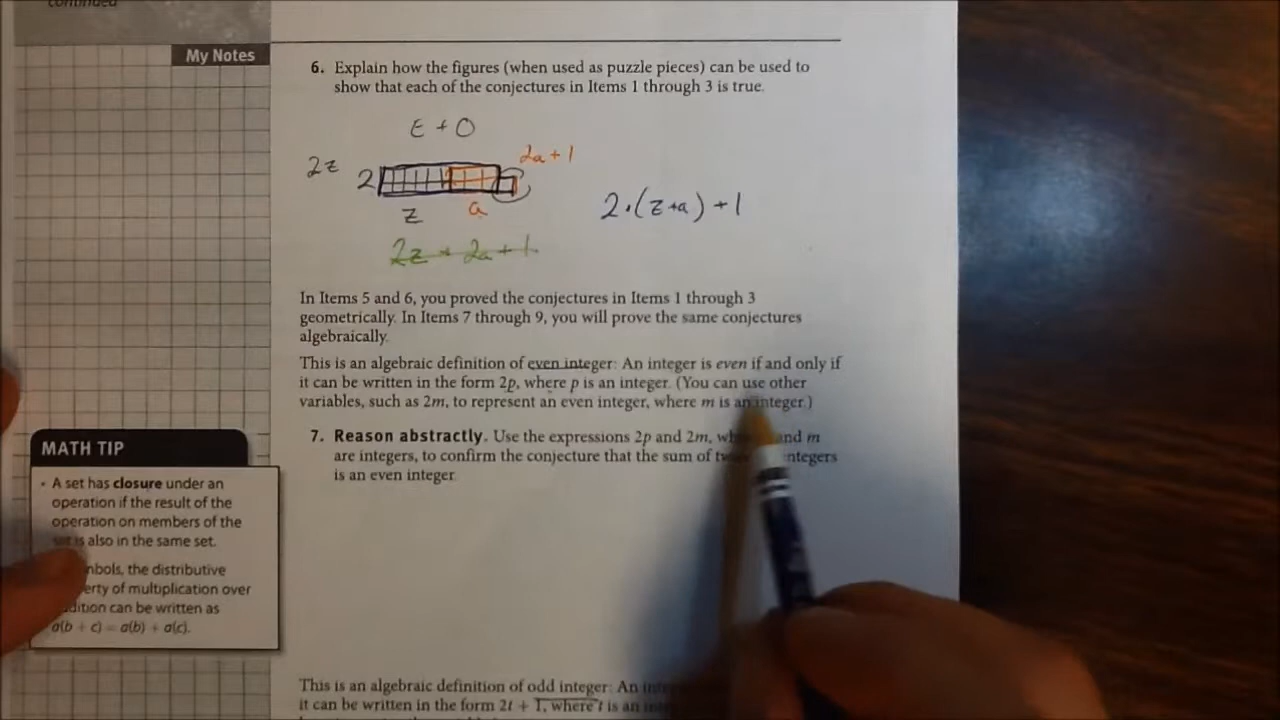 continued
My Notes
6. Explain how the figures (when used as puzzle pieces) can be used to
show that each of the conjectures in Items 1 through 3 is true.
E + O
2z
2
2a+1
z
a
2·(z+a)+1
2z + 2a + 1
In Items 5 and 6, you proved the conjectures in Items 1 through 3
geometrically. In Items 7 through 9, you will prove the same conjectures
algebraically.
This is an algebraic definition of even integer: An integer is even if and only if
it can be written in the form 2p, where p is an integer. (You can use other
variables, such as 2m, to represent an even integer, where m is an integer.)
7. Reason abstractly. Use the expressions 2p and 2m, and m
are integers, to confirm the conjecture that the sum of integers
is an even integer.
MATH TIP
• A set has closure under an
operation if the result of the
operation on members of the
set is also in the same set.
the distributive
of multiplication over
can be written as
a(b + c) = a(b) + a(c).
This is an algebraic definition of odd integer: An
it can be written in the form 2t + 1, where t is an